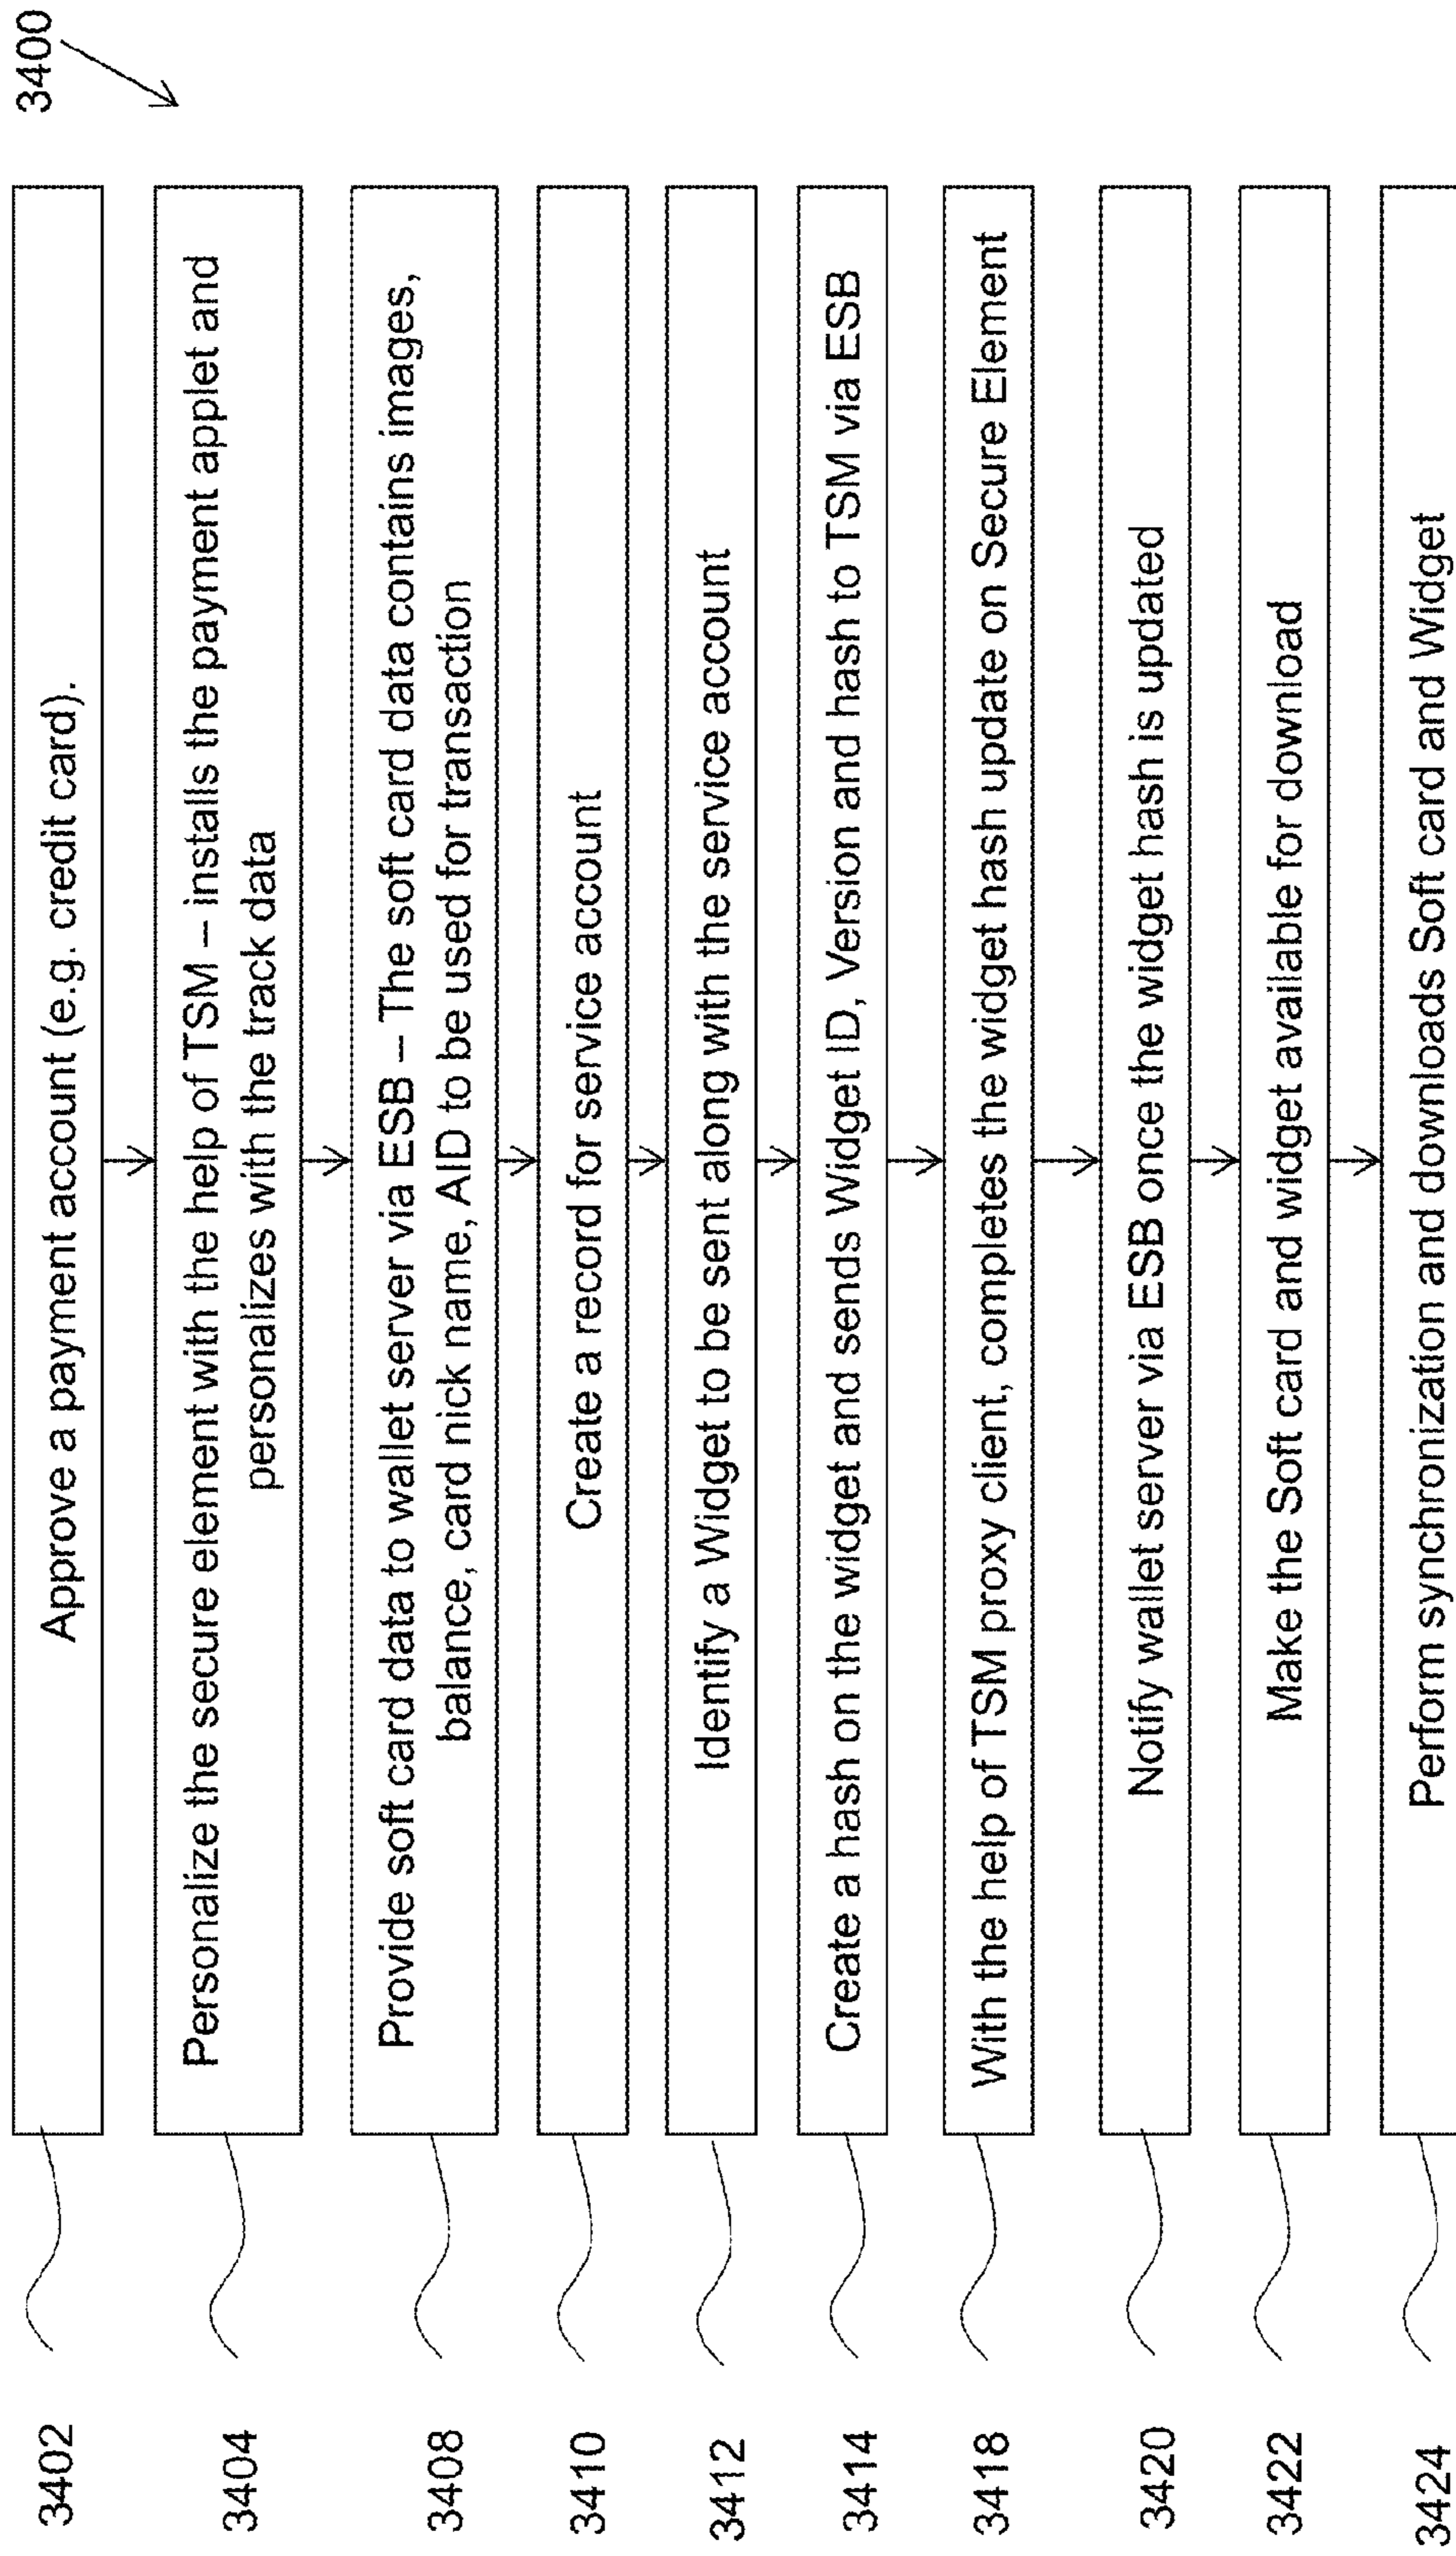 3400
3402
Approve a payment account (e.g. credit card).
3404
Personalize the secure element with the help of TSM – installs the payment applet and
personalizes with the track data
3408
Provide soft card data to wallet server via ESB – The soft card data contains images,
balance, card nick name, AID to be used for transaction
3410
Create a record for service account
3412
Identify a Widget to be sent along with the service account
3414
Create a hash on the widget and sends Widget ID, Version and hash to TSM via ESB
3418
With the help of TSM proxy client, completes the widget hash update on Secure Element
3420
Notify wallet server via ESB once the widget hash is updated
3422
Make the Soft card and widget available for download
3424
Perform synchronization and downloads Soft card and Widget